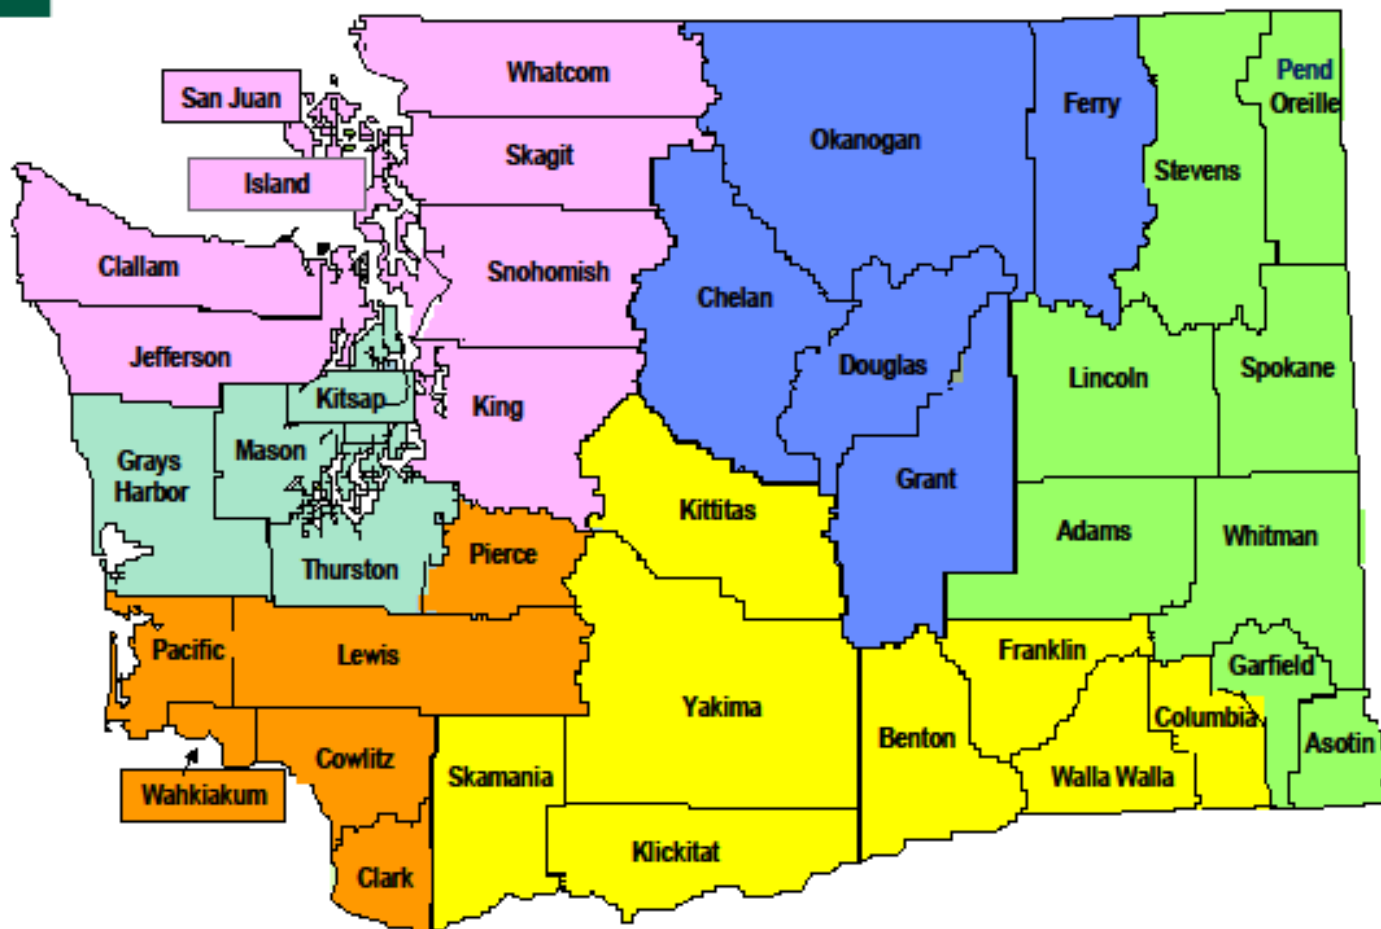 Whatcom
San Juan
Pend
Oreille
Ferry
Okanogan
Skagit
Stevens
Island
Clallam
Snohomish
Chelan
Jefferson
Douglas
Lincoln
Spokane
Kitsap
King
Mason
Grays
Harbor
Grant
Kittitas
Adams
Whitman
Pierce
Thurston
Pacific
Lewis
Franklin
Garfield
Yakima
Columbia
Benton
Asotin
Cowlitz
Skamania
Walla Walla
Wahkiakum
Klickitat
Clark